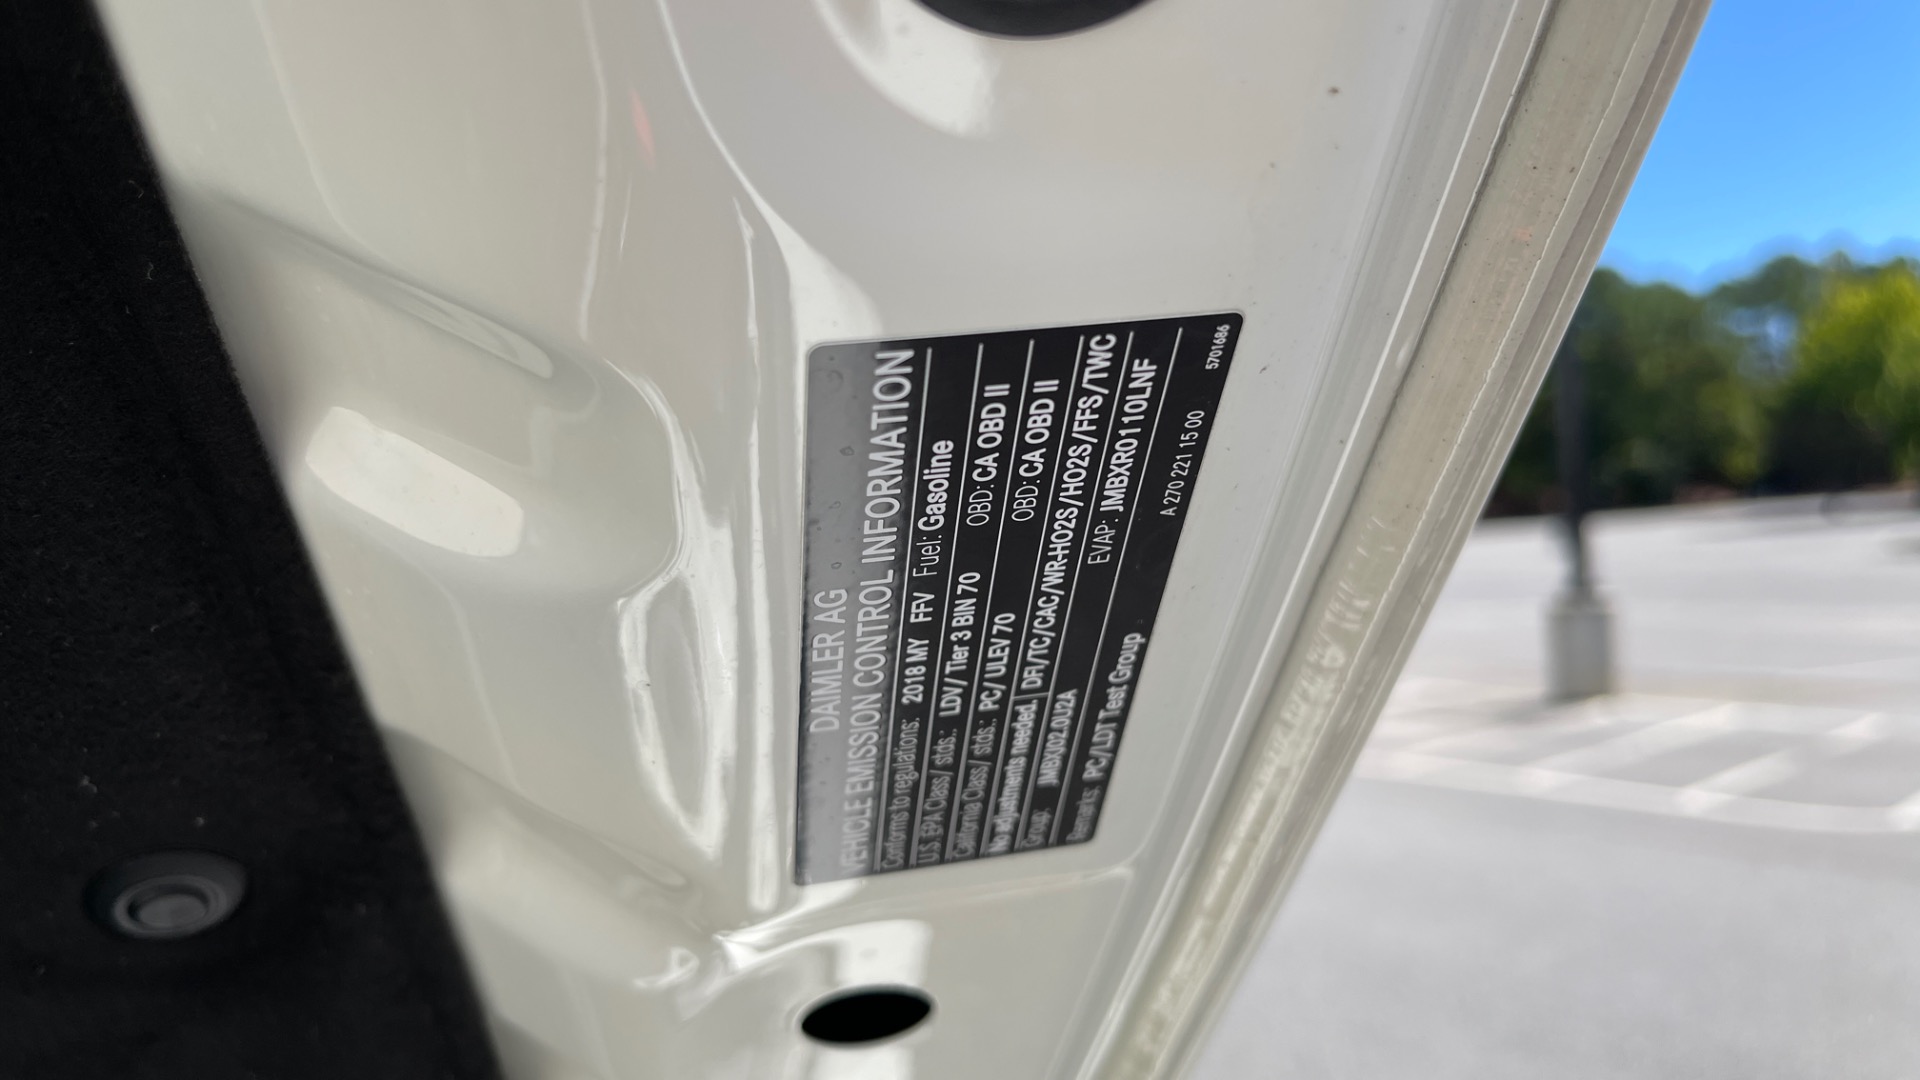 DAIMLER AG
VEHICLE EMISSION CONTROL INFORMATION
Conforms to regulations: 2018 MY FFV Fuel: Gasoline
U.S. EPA Class/ stds.: LDV/ Tier 3 BIN 70 OBD: CA OBD II
California Class/ stds.: PC/ ULEV 70 OBD: CA OBD II
No adjustments needed. DFI/TC/CAC/WR-HO2S/HO2S/FFS/TWC
Group: JMBXJ02.0U2A EVAP: JMBXR0110LNF
Remarks: PC/LDT Test Group
A 270 221 15 00
5701686